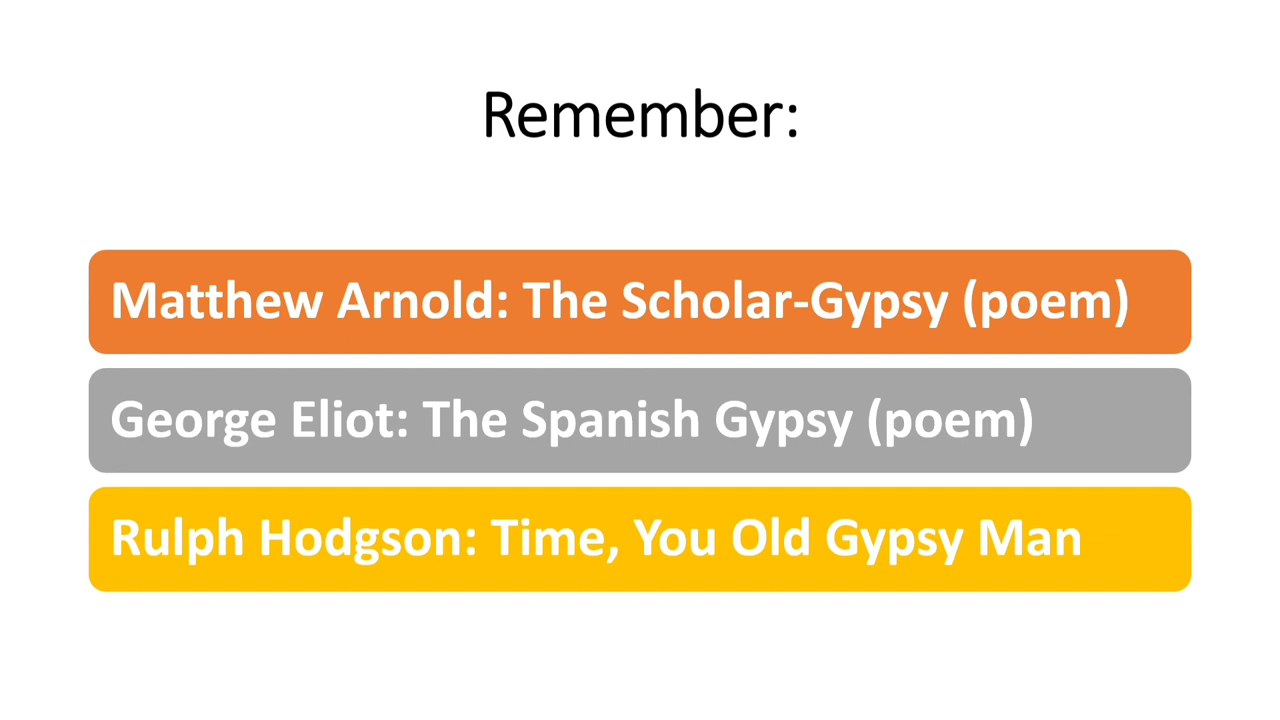 Remember:
Matthew Arnold: The Scholar-Gypsy (poem)
George Eliot: The Spanish Gypsy (poem)
Rulph Hodgson: Time, You Old Gypsy Man